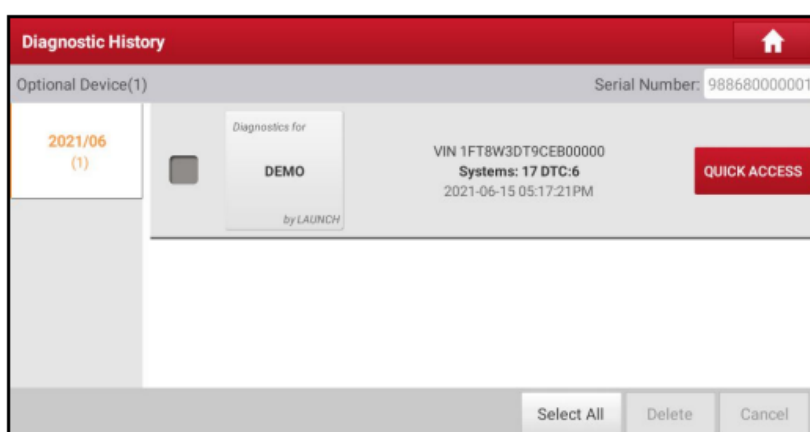 Diagnostic History
Optional Device(1)
Serial Number: 988680000001
2021/06
(1)
Diagnostics for
DEMO
by LAUNCH
VIN 1FT8W3DT9CEB00000
Systems: 17 DTC:6
2021-06-15 05:17:21PM
QUICK ACCESS
Select All
Delete
Cancel